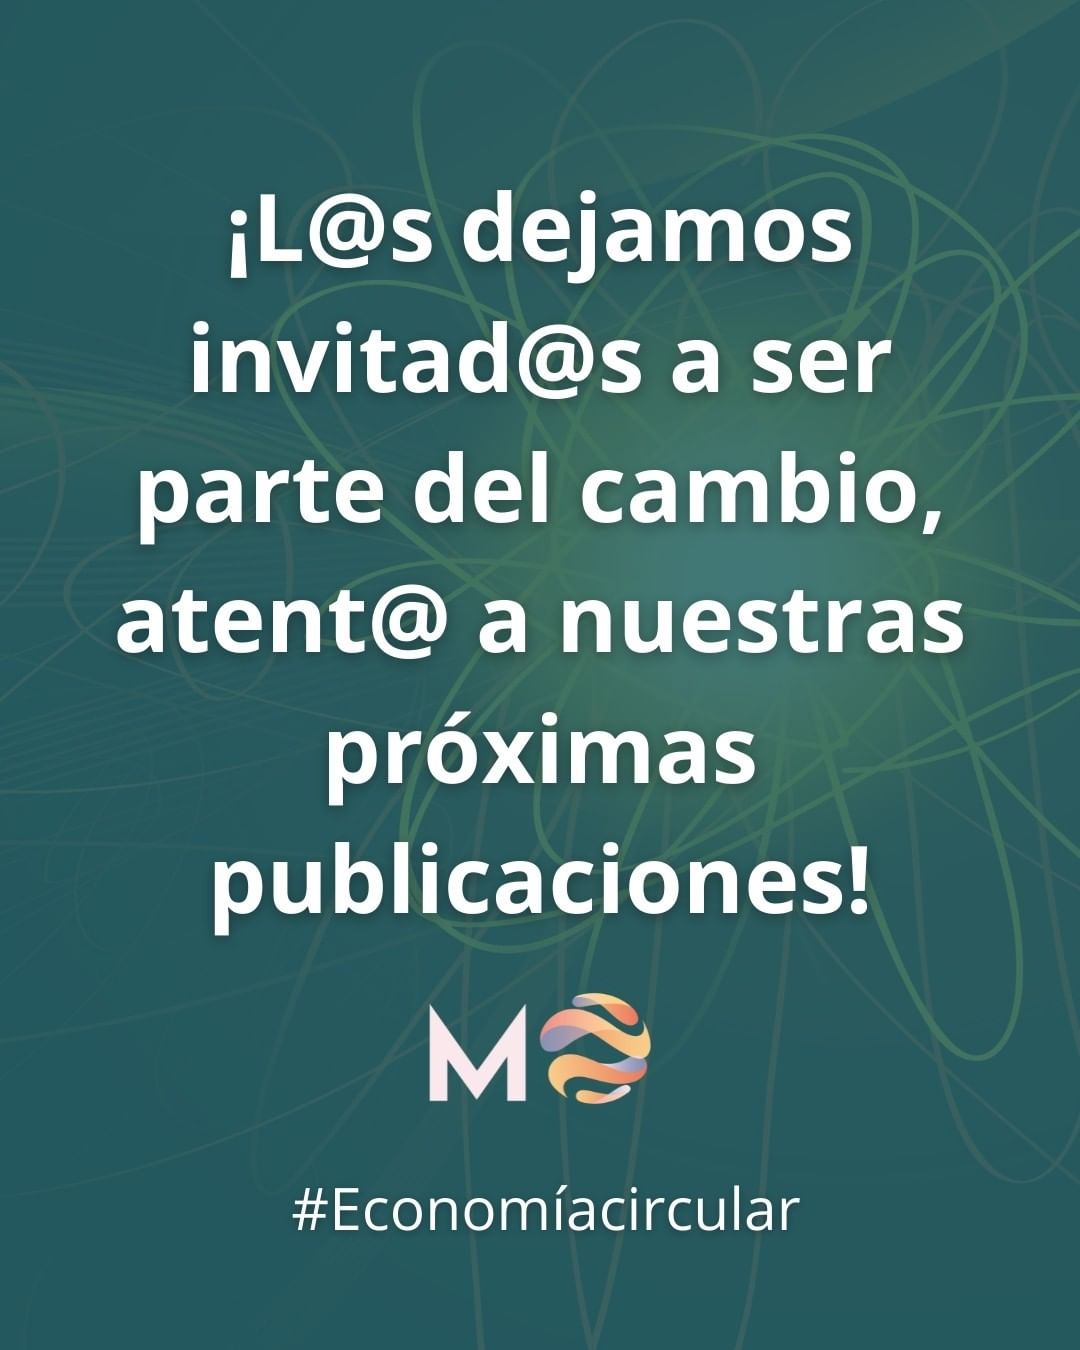 ¡L@s dejamos
invitad@s a ser
parte del cambio,
atent@ a nuestras
próximas
publicaciones!
M
#Economíacircular